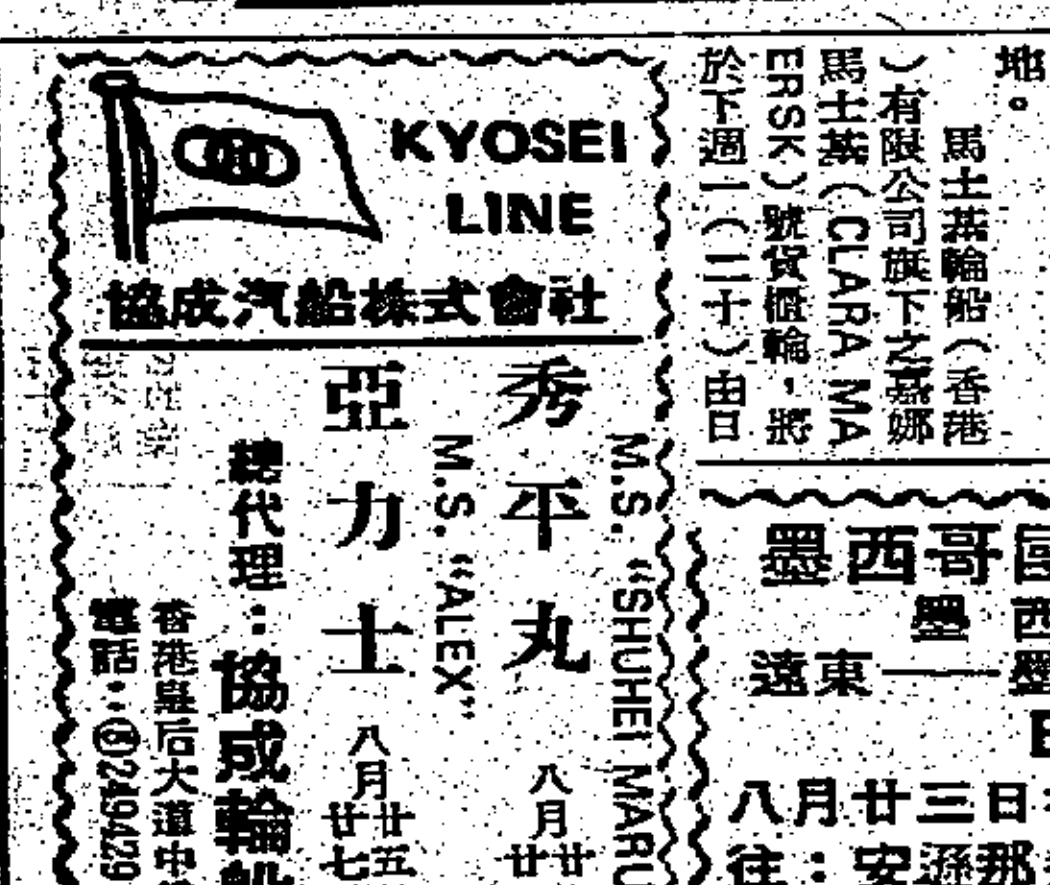 KYOSEI
LINE
協成汽船株式會社
M.S. “SHUHEI MARU
秀平丸
八月
廿廿
M.S. “ALEX”
亞力士
八月
廿廿
七五
總代理：協成輪船
香港皇后大道中
電話：⑤249429
地。
馬士基輪船（香港
）有限公司旗下之嘉娜
馬士基（CLARA MA
ERSK）號貨櫃輪，將
於下週一（二十）由日
墨西哥國
墨西
遠東——墨
八月廿三日
往：安遜那